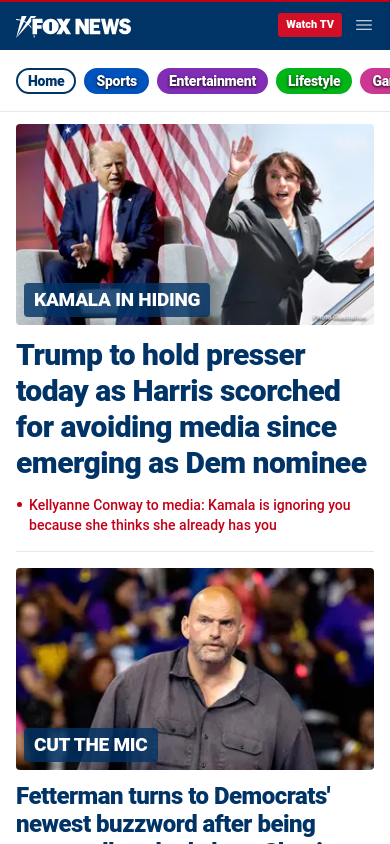 FOX NEWS
Watch TV
Home
Sports
Entertainment
Lifestyle
KAMALA IN HIDING
Trump to hold presser
today as Harris scorched
for avoiding media since
emerging as Dem nominee
Kellyanne Conway to media: Kamala is ignoring you
because she thinks she already has you
CUT THE MIC
Fetterman turns to Democrats'
newest buzzword after being